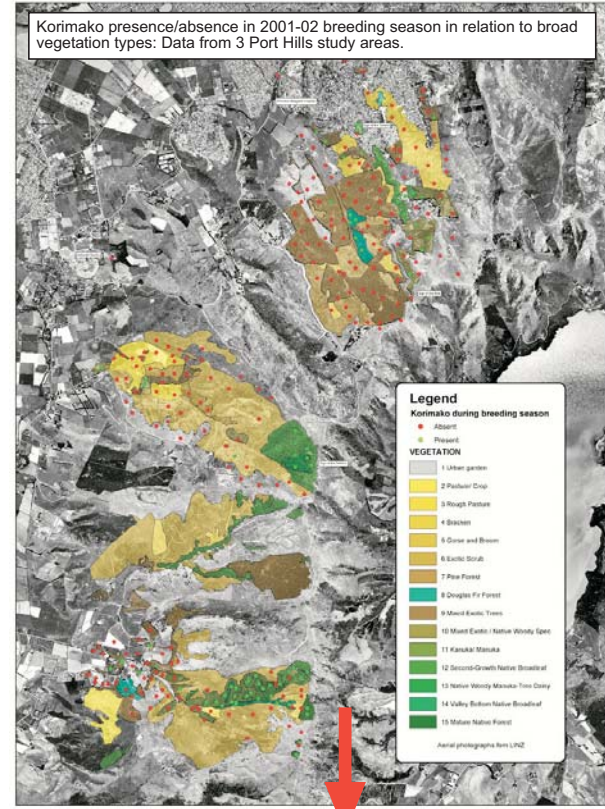 Korimako presence/absence in 2001-02 breeding season in relation to broad
vegetation types: Data from 3 Port Hills study areas.
Legend
Korimako during breeding season
Absent
Present
VEGETATION
1 Urban garden
2 Pasture/ Crop
3 Rough Pasture
4 Bracken
5 Gorse and Broom
6 Exotic Scrub
7 Pine Forest
8 Douglas Fir Forest
9 Mixed Exotic Trees
10 Mixed Exotic / Native Woody Spec
11 Kanuka/ Manuka
12 Second-Growth Native Broadleaf
13 Native Woody Manuka-Tree Daisy
14 Valley Bottom Native Broadleaf
15 Mature Native Forest
Aerial photographs from LINZ